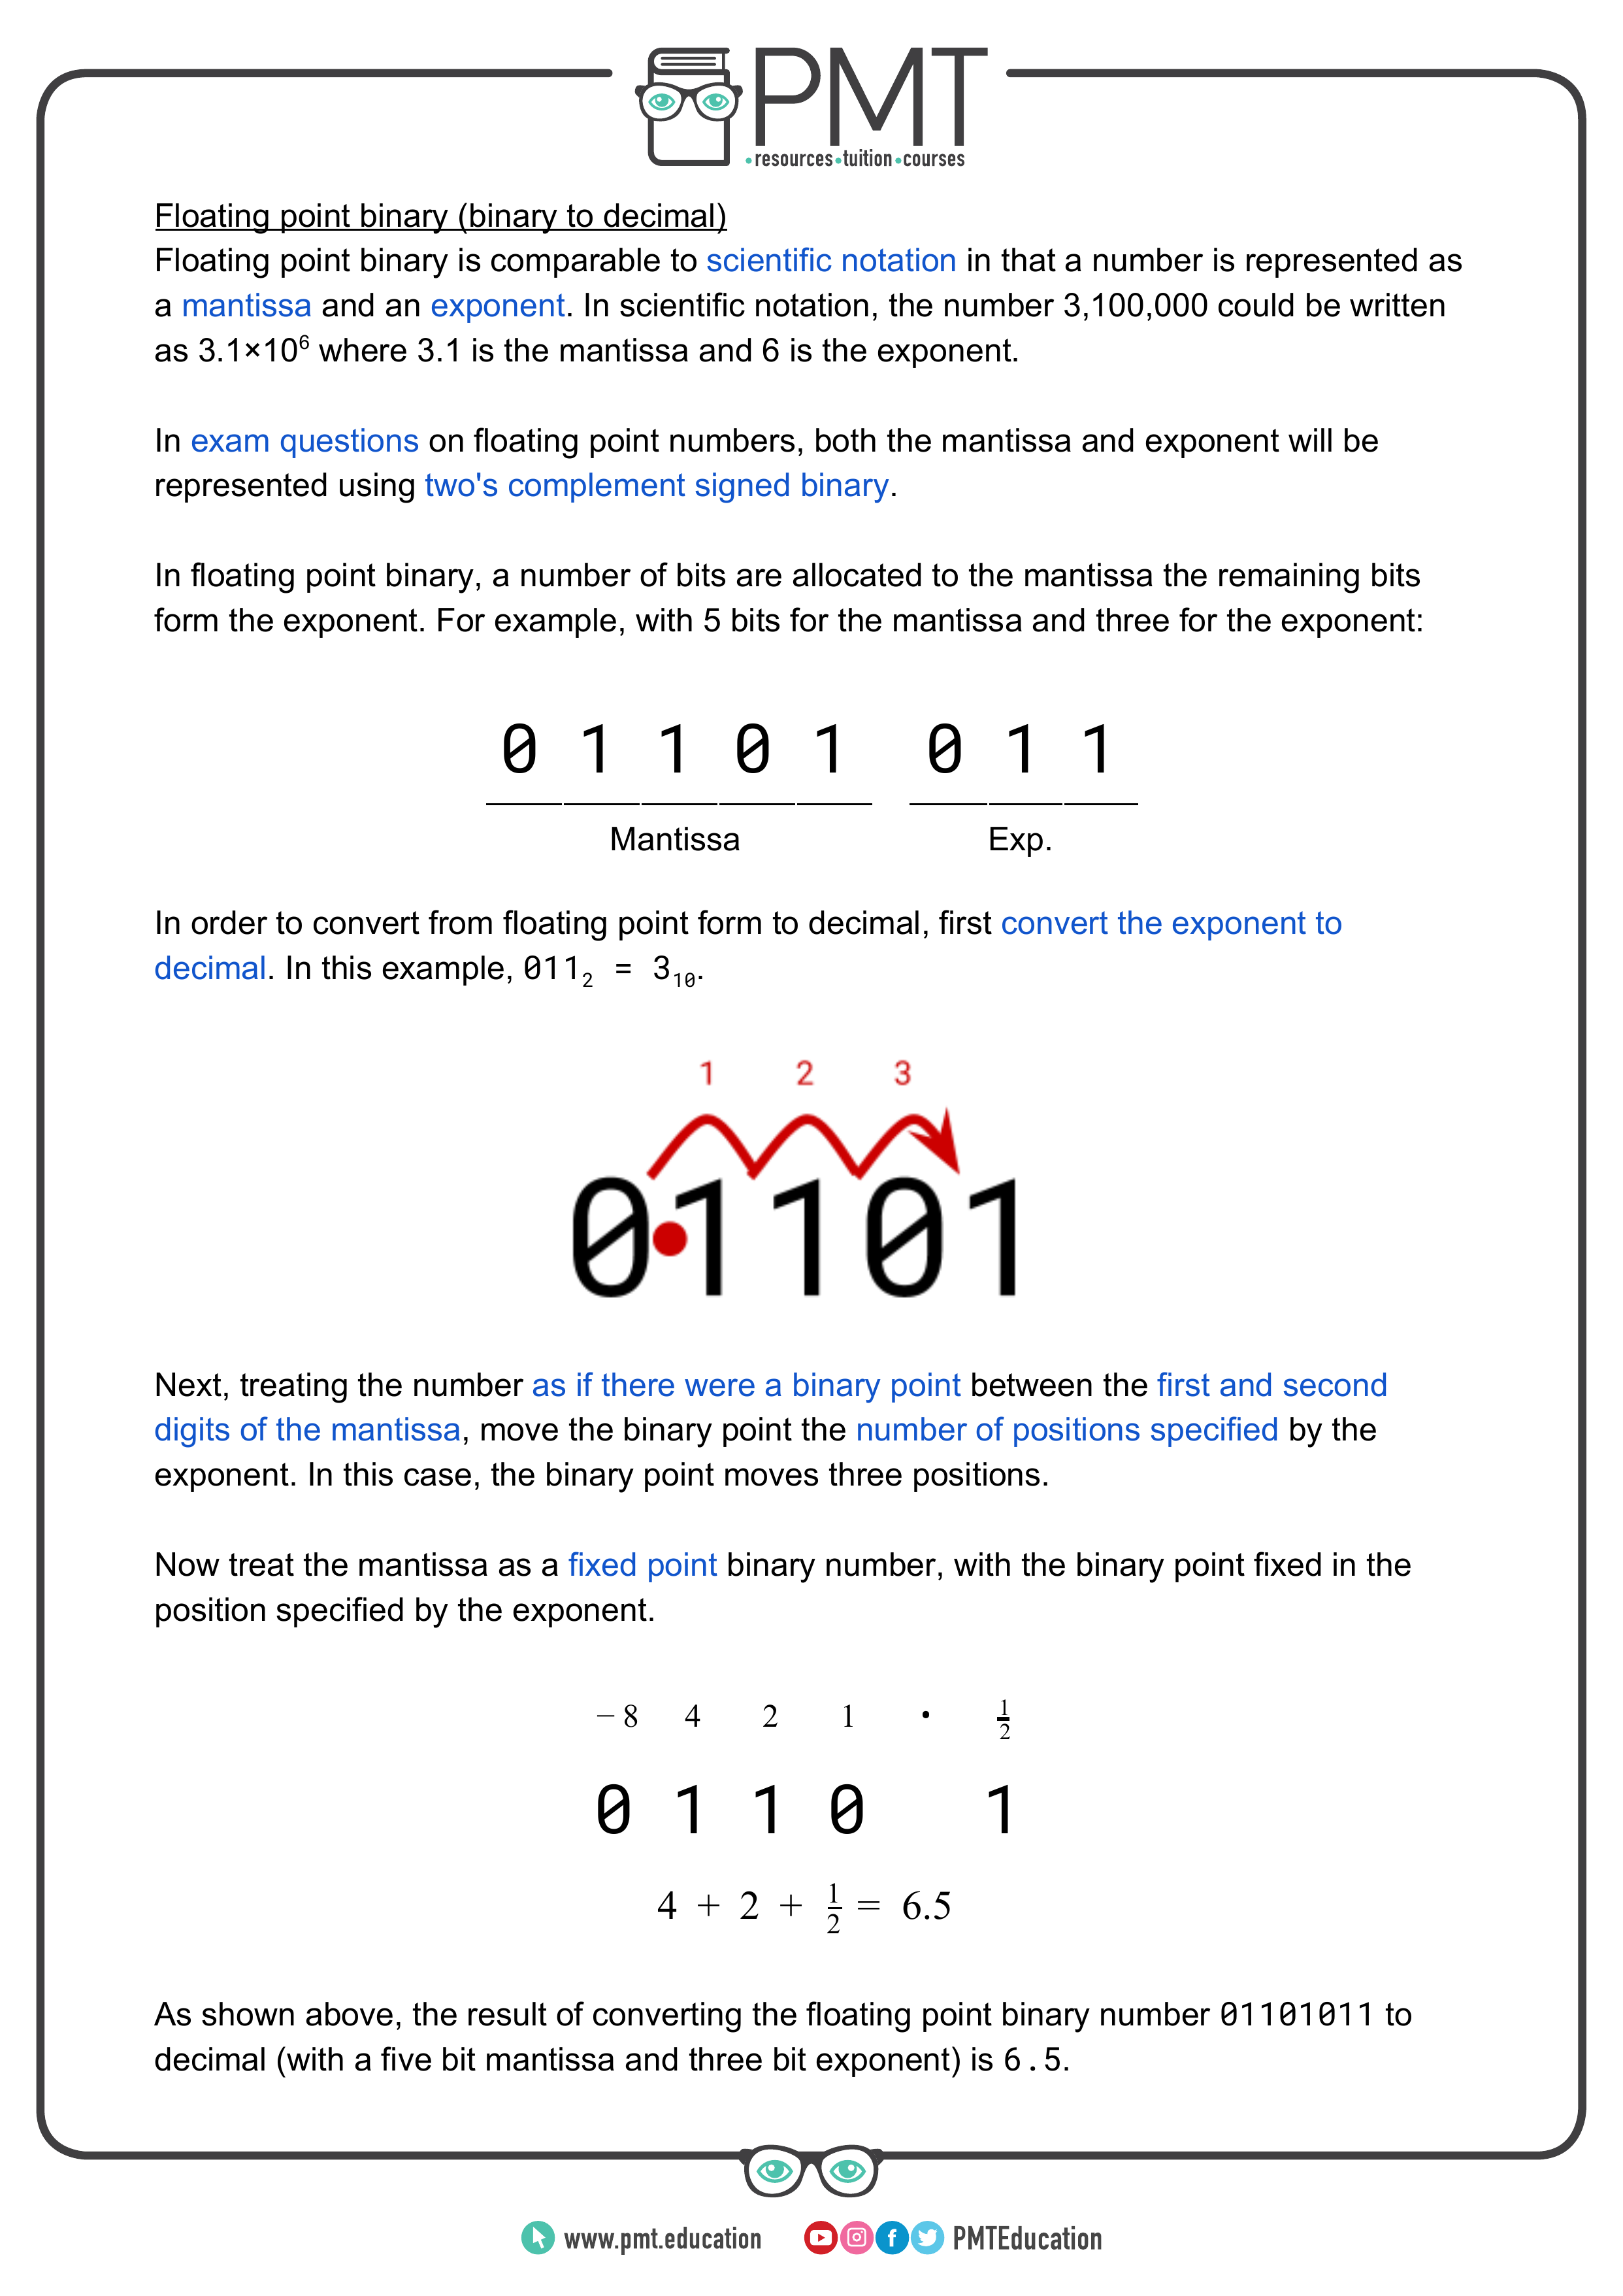 PMT
resources tuition courses
Floating point binary (binary to decimal)
Floating point binary is comparable to scientific notation in that a number is represented as
a mantissa and an exponent. In scientific notation, the number 3,100,000 could be written
as 3.1×10⁶ where 3.1 is the mantissa and 6 is the exponent.
In exam questions on floating point numbers, both the mantissa and exponent will be
represented using two's complement signed binary.
In floating point binary, a number of bits are allocated to the mantissa the remaining bits
form the exponent. For example, with 5 bits for the mantissa and three for the exponent:
0 1 1 0 1 0 1 1
Mantissa Exp.
In order to convert from floating point form to decimal, first convert the exponent to
decimal. In this example, 011₂ = 3₁₀.
1 2 3
0•1101
Next, treating the number as if there were a binary point between the first and second
digits of the mantissa, move the binary point the number of positions specified by the
exponent. In this case, the binary point moves three positions.
Now treat the mantissa as a fixed point binary number, with the binary point fixed in the
position specified by the exponent.
−8 4 2 1 • ½
0 1 1 0 1
4 + 2 + ½ = 6.5
As shown above, the result of converting the floating point binary number 01101011 to
decimal (with a five bit mantissa and three bit exponent) is 6.5.
www.pmt.education PMTEducation